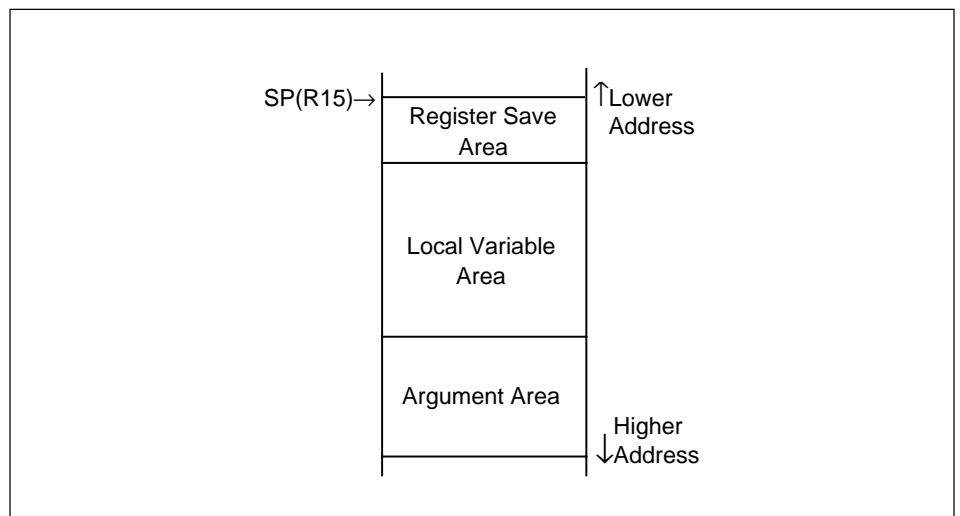 SP(R15)→
↑Lower
Address
Register Save
Area
Local Variable
Area
Argument Area
Higher
↓Address